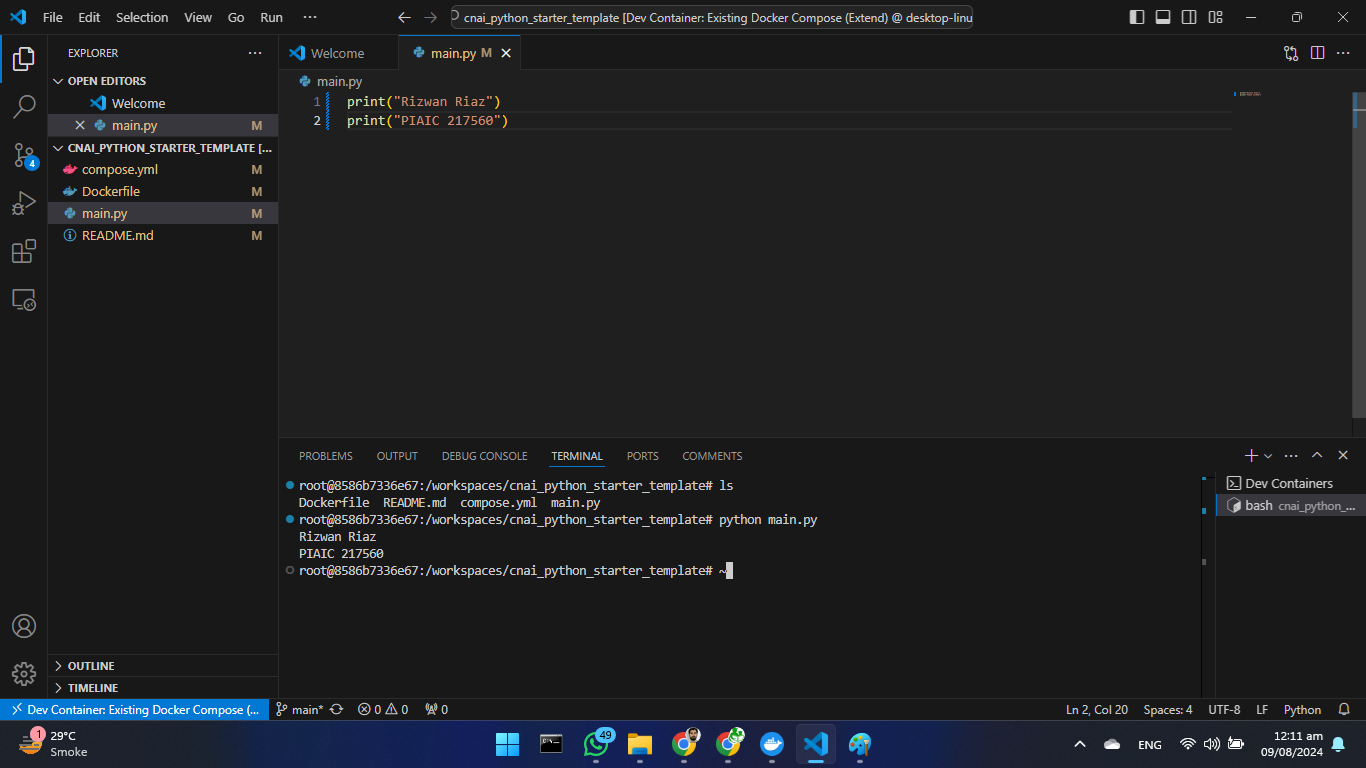 File Edit Selection View Go Run ···
cnai_python_starter_template [Dev Container: Existing Docker Compose (Extend) @ desktop-linu
EXPLORER ···
OPEN EDITORS
Welcome
main.py M
CNAI_PYTHON_STARTER_TEMPLATE [...
compose.yml M
Dockerfile M
main.py M
README.md M
4
OUTLINE
TIMELINE
Welcome
main.py M
main.py
1 print("Rizwan Riaz")
2 print("PIAIC 217560")
PROBLEMS OUTPUT DEBUG CONSOLE TERMINAL PORTS COMMENTS
root@8586b7336e67:/workspaces/cnai_python_starter_template# ls
Dockerfile README.md compose.yml main.py
root@8586b7336e67:/workspaces/cnai_python_starter_template# python main.py
Rizwan Riaz
PIAIC 217560
root@8586b7336e67:/workspaces/cnai_python_starter_template# ~
Dev Containers
bash cnai_python_...
Dev Container: Existing Docker Compose (... main* 0 0 0 Ln 2, Col 20 Spaces: 4 UTF-8 LF Python
1
29°C
Smoke
49
ENG
12:11 am
09/08/2024